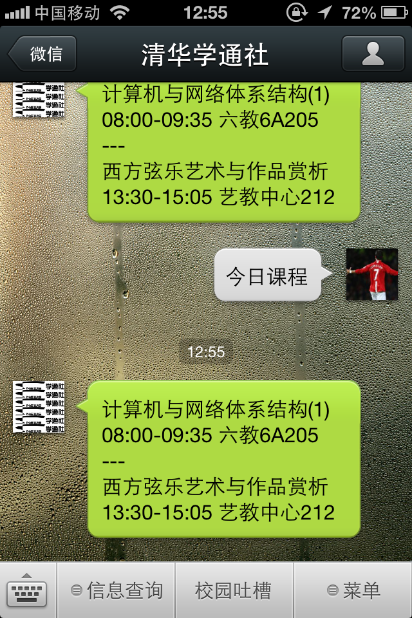 中国移动 12:55 72%
微信 清华学通社
计算机与网络体系结构(1)
08:00-09:35 六教6A205
---
西方弦乐艺术与作品赏析
13:30-15:05 艺教中心212
今日课程
7
12:55
计算机与网络体系结构(1)
08:00-09:35 六教6A205
---
西方弦乐艺术与作品赏析
13:30-15:05 艺教中心212
信息查询 校园吐槽 菜单